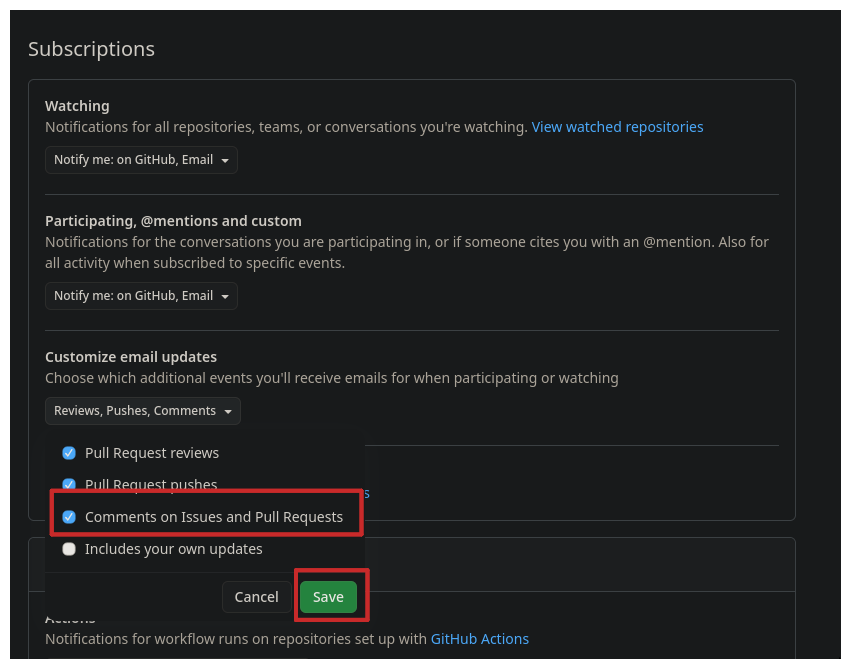 Subscriptions
Watching
Notifications for all repositories, teams, or conversations you're watching. View watched repositories
Notify me: on GitHub, Email
Participating, @mentions and custom
Notifications for the conversations you are participating in, or if someone cites you with an @mention. Also for
all activity when subscribed to specific events.
Notify me: on GitHub, Email
Customize email updates
Choose which additional events you'll receive emails for when participating or watching
Reviews, Pushes, Comments
Pull Request reviews
Pull Request pushes
Comments on Issues and Pull Requests
Includes your own updates
Cancel
Save
Actions
Notifications for workflow runs on repositories set up with GitHub Actions